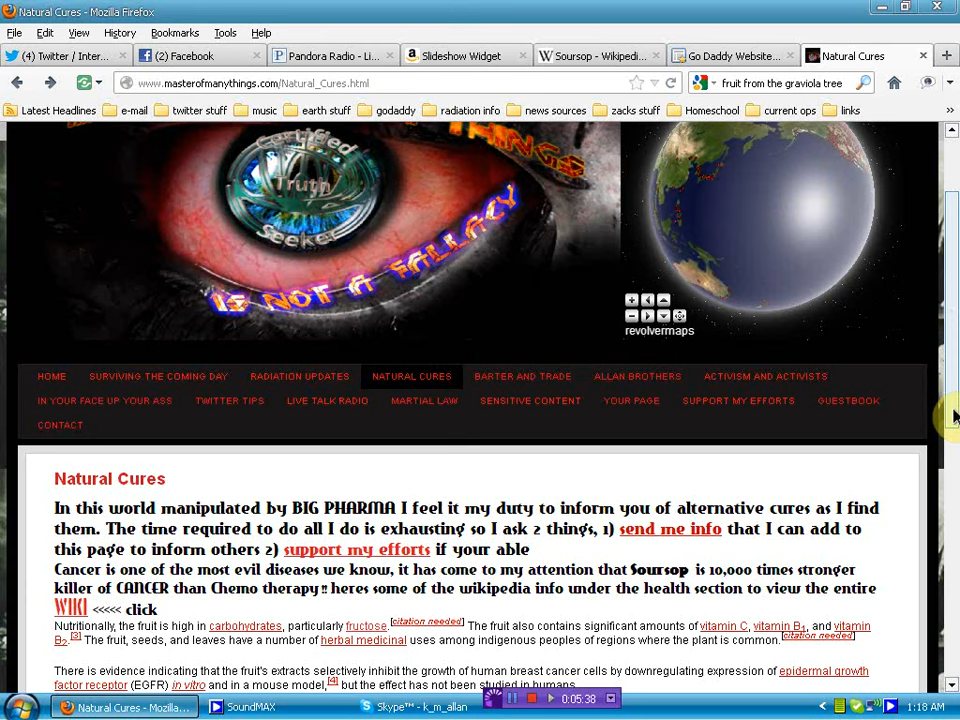 Natural Cures - Mozilla Firefox
File Edit View History Bookmarks Tools Help
(4) Twitter / Inter... (2) Facebook Pandora Radio - Li... Slideshow Widget Soursop - Wikipedi... Go Daddy Website... Natural Cures
www.masterofmanythings.com/Natural_Cures.html fruit from the graviola tree
Latest Headlines e-mail twitter stuff music earth stuff godaddy radiation info news sources zacks stuff Homeschool current ops links
THINGS
Certified
Truth
Seeker
IS NOT A FALLACY
revolvermaps
HOME SURVIVING THE COMING DAY RADIATION UPDATES NATURAL CURES BARTER AND TRADE ALLAN BROTHERS ACTIVISM AND ACTIVISTS
IN YOUR FACE UP YOUR ASS TWITTER TIPS LIVE TALK RADIO MARTIAL LAW SENSITIVE CONTENT YOUR PAGE SUPPORT MY EFFORTS GUESTBOOK
CONTACT
Natural Cures
In this world manipulated by BIG PHARMA I feel it my duty to inform you of alternative cures as I find
them. The time required to do all I do is exhausting so I ask 2 things, 1) send me info that I can add to
this page to inform others 2) support my efforts if your able
Cancer is one of the most evil diseases we know, it has come to my attention that Soursop is 10,000 times stronger
killer of CANCER than Chemo therapy!! heres some of the wikipedia info under the health section to view the entire
WIKI <<<<< click
Nutritionally, the fruit is high in carbohydrates, particularly fructose.[citation needed] The fruit also contains significant amounts of vitamin C, vitamin B1, and vitamin
B2.[3] The fruit, seeds, and leaves have a number of herbal medicinal uses among indigenous peoples of regions where the plant is common.[citation needed]
There is evidence indicating that the fruit's extracts selectively inhibit the growth of human breast cancer cells by downregulating expression of epidermal growth
factor receptor (EGFR) in vitro and in a mouse model,[4] but the effect has not been studied in humans.
00:05:38
Natural Cures - Mozilla... SoundMAX Skype™ - k_m_allan 1:18 AM